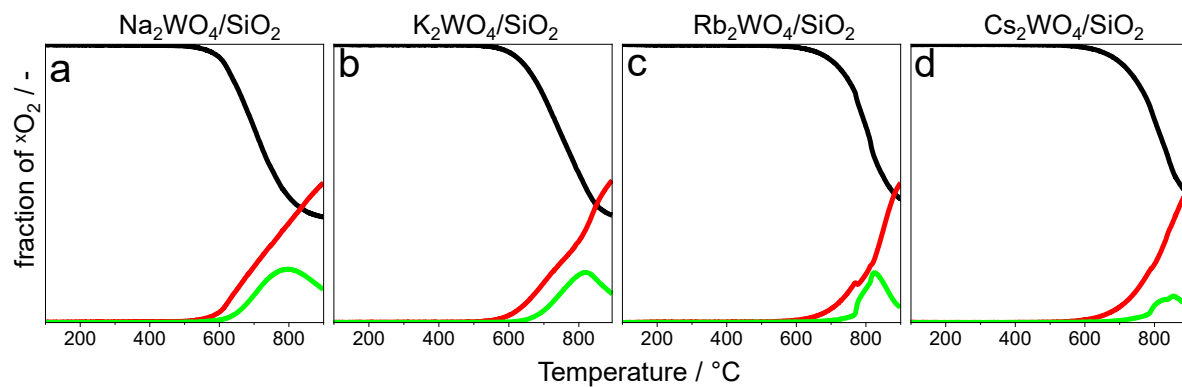 Na₂WO₄/SiO₂ K₂WO₄/SiO₂ Rb₂WO₄/SiO₂ Cs₂WO₄/SiO₂
a b c d
fraction of ˣO₂ / -
200 400 600 800 200 400 600 800 200 400 600 800 200 400 600 800
Temperature / °C